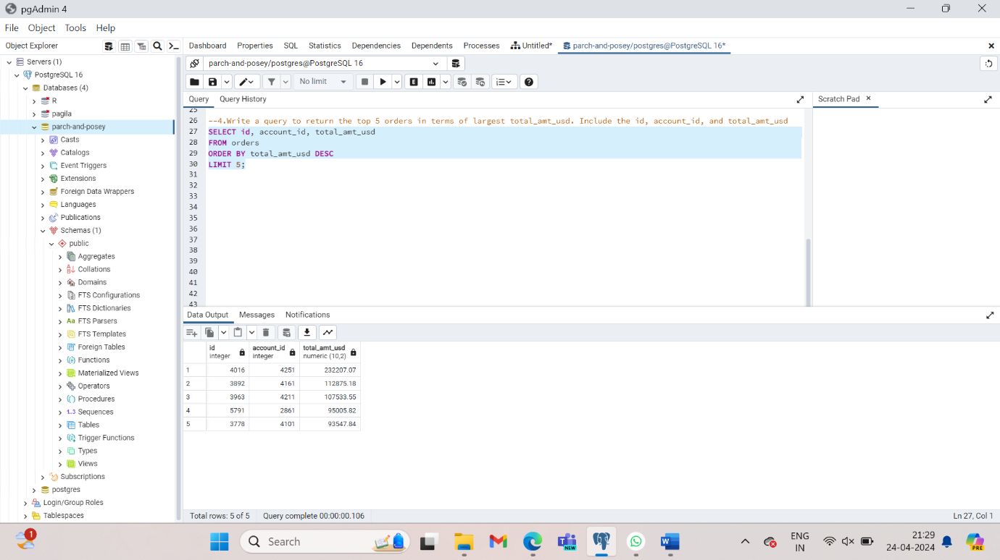 pgAdmin 4
File Object Tools Help
Object Explorer
Dashboard Properties SQL Statistics Dependencies Dependents Processes Untitled* parch-and-posey/postgres@PostgreSQL 16*
Servers (1)
PostgreSQL 16
Databases (4)
R
pagila
parch-and-posey
Casts
Catalogs
Event Triggers
Extensions
Foreign Data Wrappers
Languages
Publications
Schemas (1)
public
Aggregates
Collations
Domains
FTS Configurations
FTS Dictionaries
FTS Parsers
FTS Templates
Foreign Tables
Functions
Materialized Views
Operators
Procedures
1..3 Sequences
Tables
Trigger Functions
Types
Views
Subscriptions
postgres
Login/Group Roles
Tablespaces
parch-and-posey/postgres@PostgreSQL 16
No limit
E
Query Query History
Scratch Pad
25
26 --4.Write a query to return the top 5 orders in terms of largest total_amt_usd. Include the id, account_id, and total_amt_usd
27 SELECT id, account_id, total_amt_usd
28 FROM orders
29 ORDER BY total_amt_usd DESC
30 LIMIT 5;
31
32
33
34
35
36
37
38
39
40
41
42
43
Data Output Messages Notifications
id account_id total_amt_usd
integer integer numeric (10,2)
1 4016 4251 232207.07
2 3892 4161 112875.18
3 3963 4211 107533.55
4 5791 2861 95005.82
5 3778 4101 93547.84
Total rows: 5 of 5 Query complete 00:00:00.106 Ln 27, Col 1
1
Search
NEW
W
ENG
IN
21:29
24-04-2024
PRE